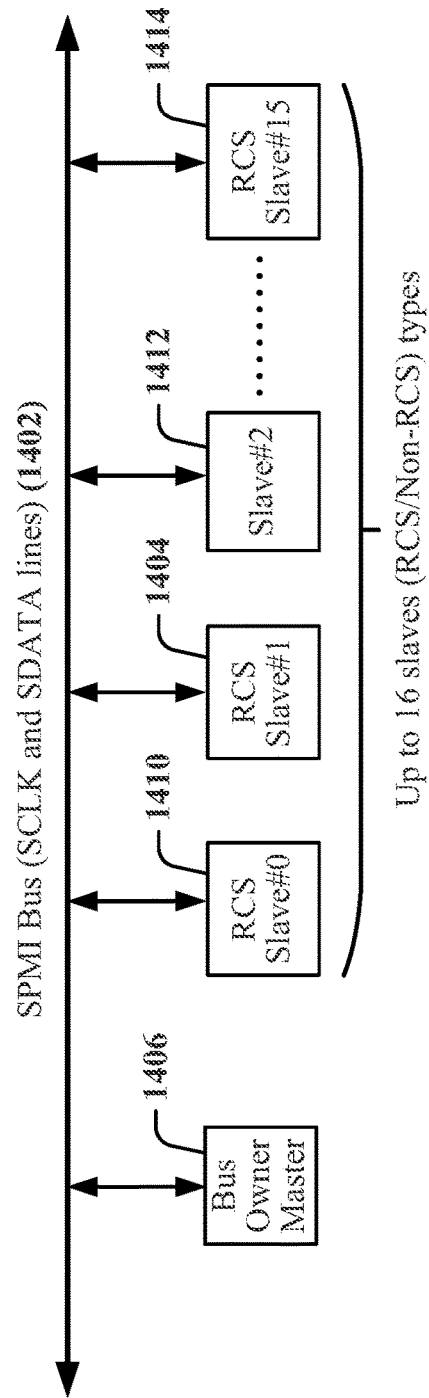 SPMI Bus (SCLK and SDATA lines) (1402)
1406
1410
1404
1412
1414
Bus
Owner
Master
RCS
Slave#0
RCS
Slave#1
Slave#2
........
RCS
Slave#15
Up to 16 slaves (RCS/Non-RCS) types